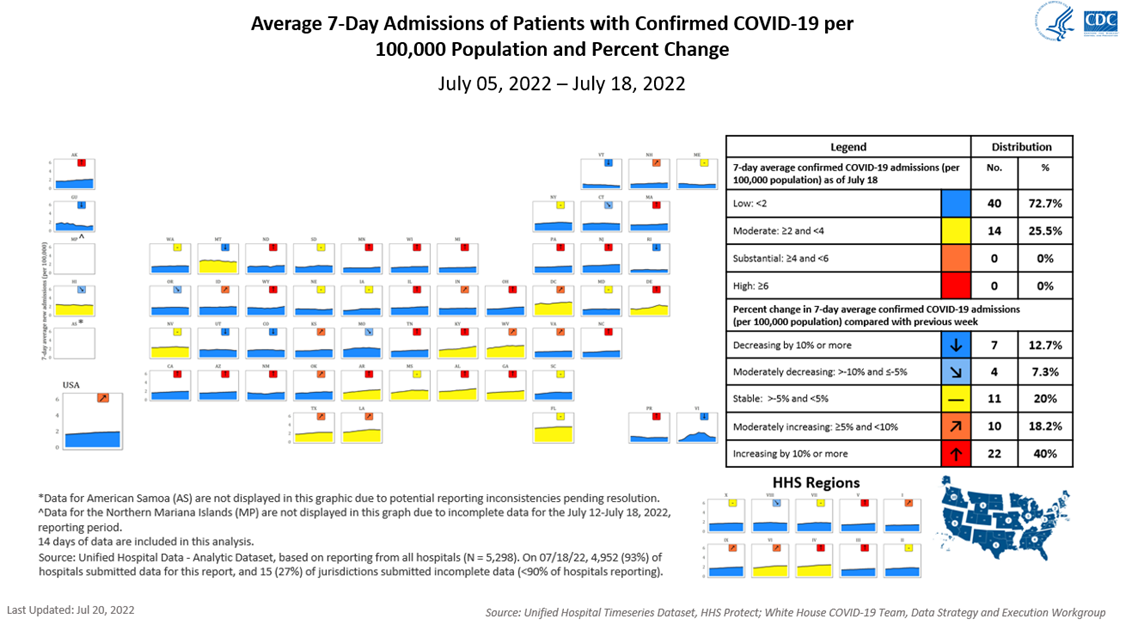 Average 7-Day Admissions of Patients with Confirmed COVID-19 per
100,000 Population and Percent Change
July 05, 2022 – July 18, 2022
CDC
Legend
Distribution
7-day average confirmed COVID-19 admissions (per
100,000 population) as of July 18
No.
%
Low: <2
40
72.7%
Moderate: ≥2 and <4
14
25.5%
Substantial: ≥4 and <6
0
0%
High: ≥6
0
0%
Percent change in 7-day average confirmed COVID-19 admissions
(per 100,000 population) compared with previous week
Decreasing by 10% or more
7
12.7%
Moderately decreasing: >-10% and ≤-5%
4
7.3%
Stable: >-5% and <5%
11
20%
Moderately increasing: ≥5% and <10%
10
18.2%
Increasing by 10% or more
22
40%
7-day average new admissions (per 100,000)
AK
VT
NH
ME
GU
NY
CT
MA
MP^
WA
MT
ND
SD
MN
WI
MI
PA
NJ
RI
HI
OR
ID
WY
NE
IA
IL
IN
OH
DC
MD
DE
AS*
NV
UT
CO
KS
MO
TN
KY
WV
VA
NC
CA
AZ
NM
OK
AR
MS
AL
GA
SC
USA
6
4
2
0
TX
LA
FL
PR
VI
HHS Regions
X
VIII
VII
V
I
IX
VI
IV
III
II
*Data for American Samoa (AS) are not displayed in this graphic due to potential reporting inconsistencies pending resolution.
^Data for the Northern Mariana Islands (MP) are not displayed in this graph due to incomplete data for the July 12-July 18, 2022,
reporting period.
14 days of data are included in this analysis.
Source: Unified Hospital Data - Analytic Dataset, based on reporting from all hospitals (N = 5,298). On 07/18/22, 4,952 (93%) of
hospitals submitted data for this report, and 15 (27%) of jurisdictions submitted incomplete data (<90% of hospitals reporting).
Last Updated: Jul 20, 2022
Source: Unified Hospital Timeseries Dataset, HHS Protect; White House COVID-19 Team, Data Strategy and Execution Workgroup